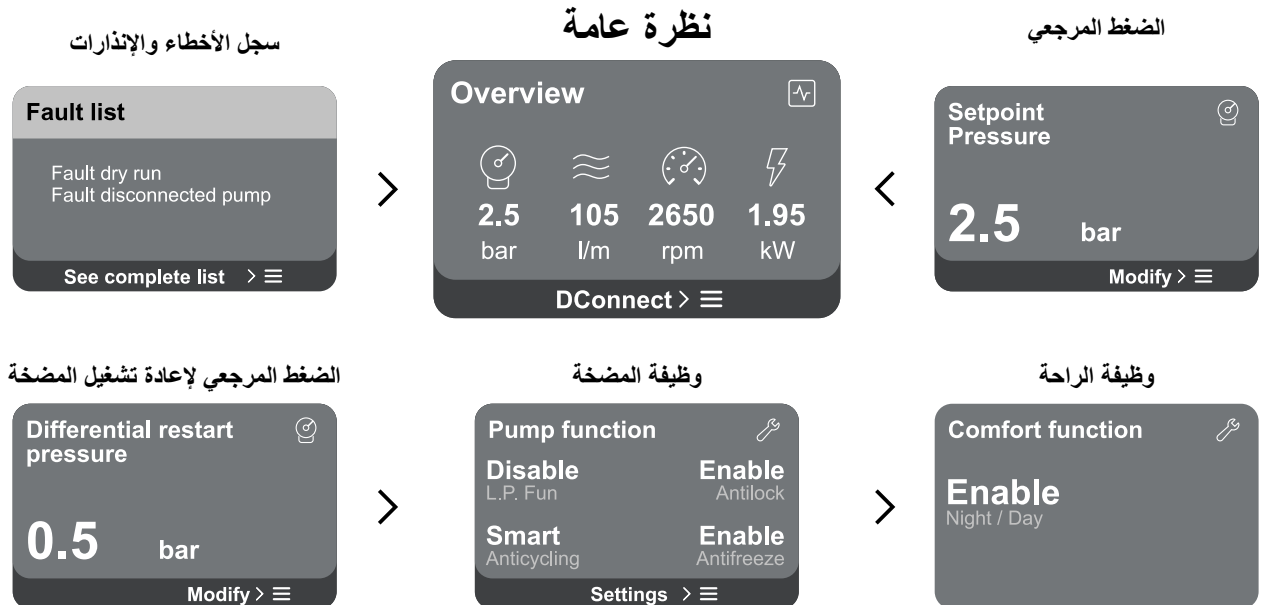 سجل الأخطاء والإنذارات
Fault list
Fault dry run
Fault disconnected pump
See complete list > ☰
>
نظرة عامة
Overview
2.5 105 2650 1.95
bar l/m rpm kW
DConnect > ☰
<
الضغط المرجعي
Setpoint
Pressure
2.5 bar
Modify > ☰
الضغط المرجعي لإعادة تشغيل المضخة
Differential restart
pressure
0.5 bar
Modify > ☰
>
وظيفة المضخة
Pump function
Disable Enable
L.P. Fun Antilock
Smart Enable
Anticycling Antifreeze
Settings > ☰
>
وظيفة الراحة
Comfort function
Enable
Night / Day